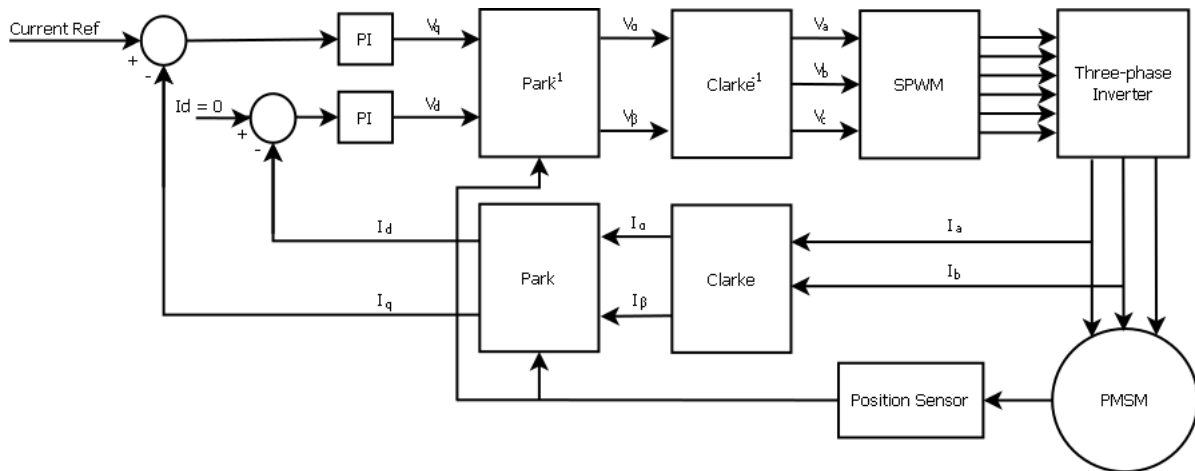 Current Ref
+
-
PI
Vq
Park-1
Vα
Clarke-1
Va
Vb
Vc
SPWM
Three-phase
Inverter
Id = 0
+
-
PI
Vd
Vβ
Id
Iq
Park
Iα
Iβ
Clarke
Ia
Ib
Position Sensor
PMSM